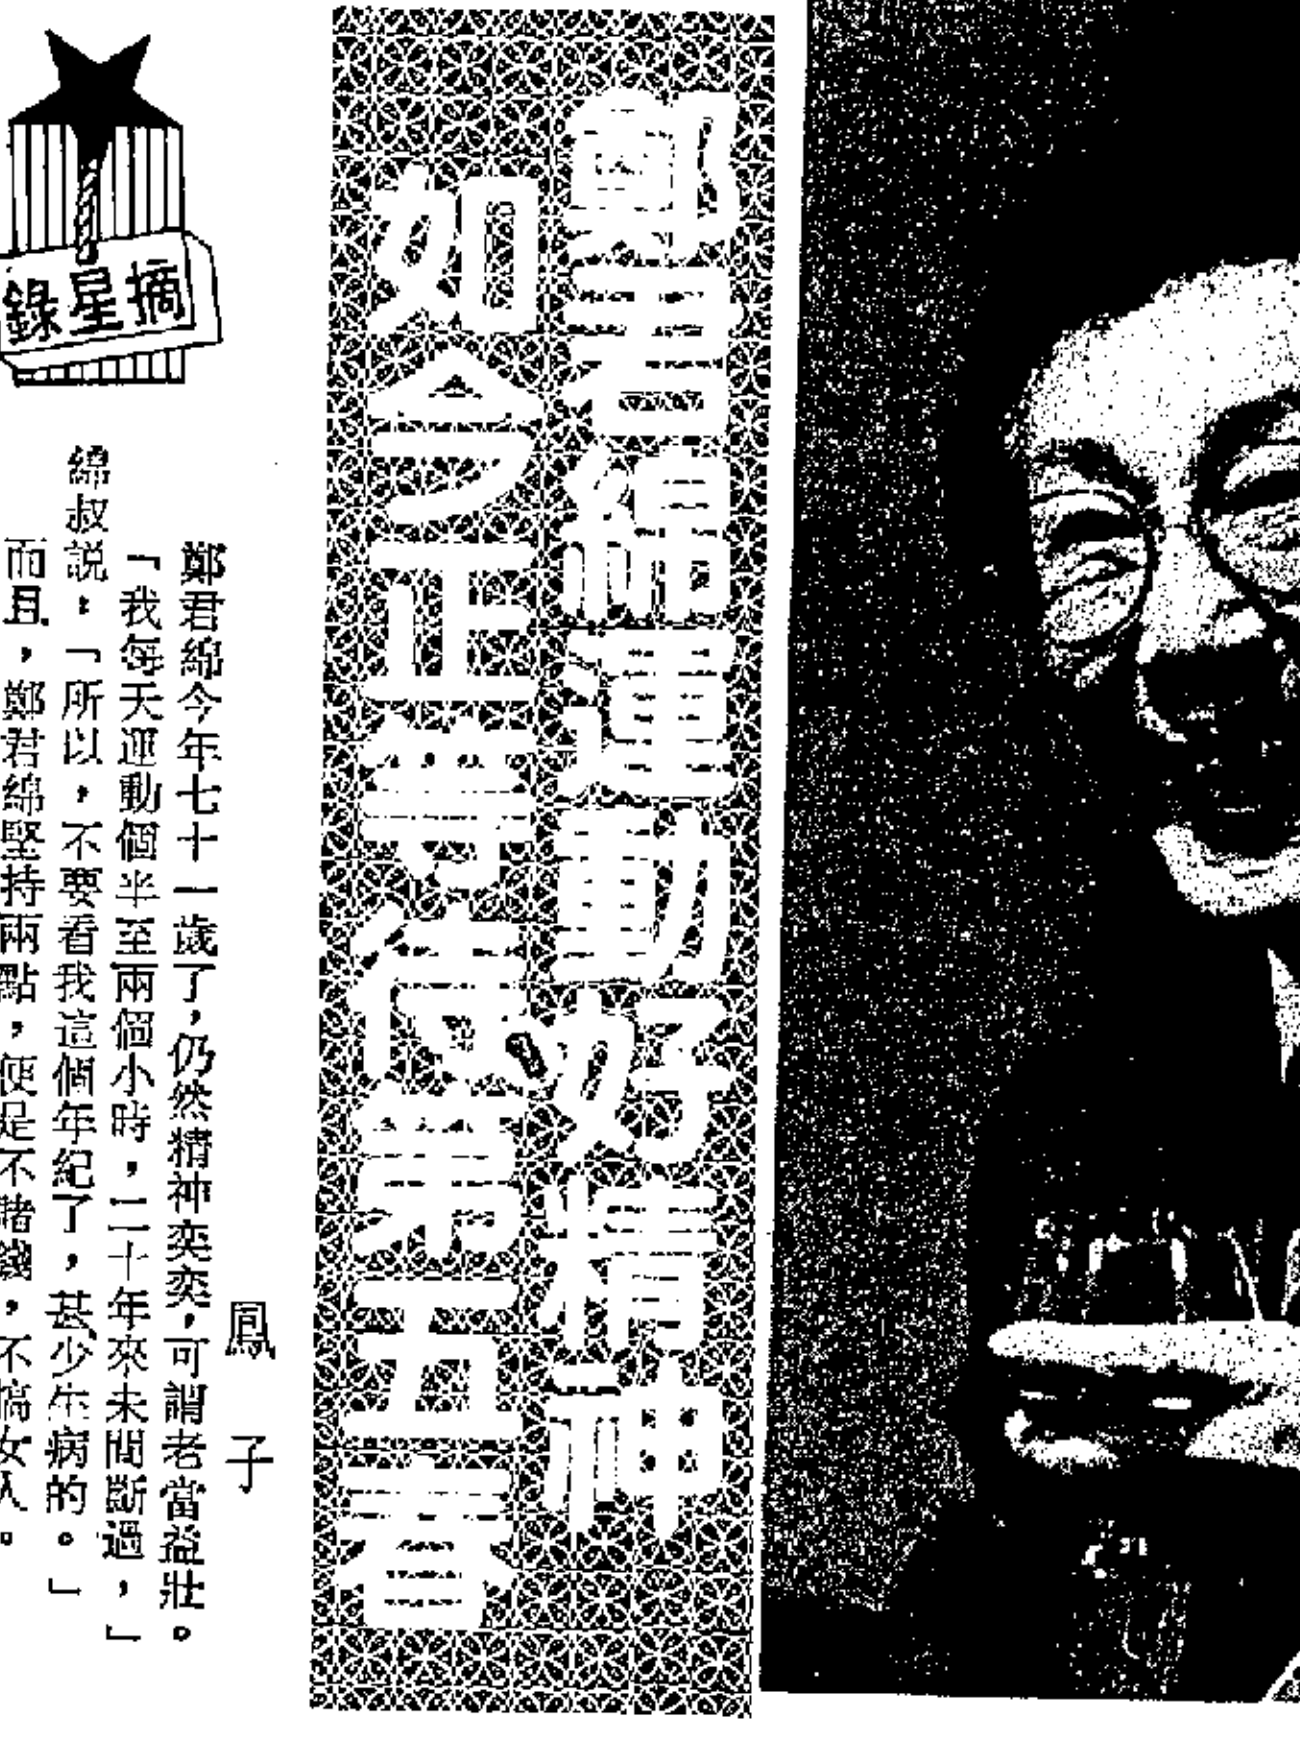 鄭君綿運動好精神
如今正等待第五春
摘星錄
鳳子
鄭君綿今年七十一歲了，仍然精神奕奕，可謂老當益壯。
「我每天運動個半至兩個小時，二十年來未間斷過，」
綿叔説：「所以，不要看我這個年紀了，甚少生病的。」
而且，鄭君綿堅持兩點，便是不賭錢，不搞女人。